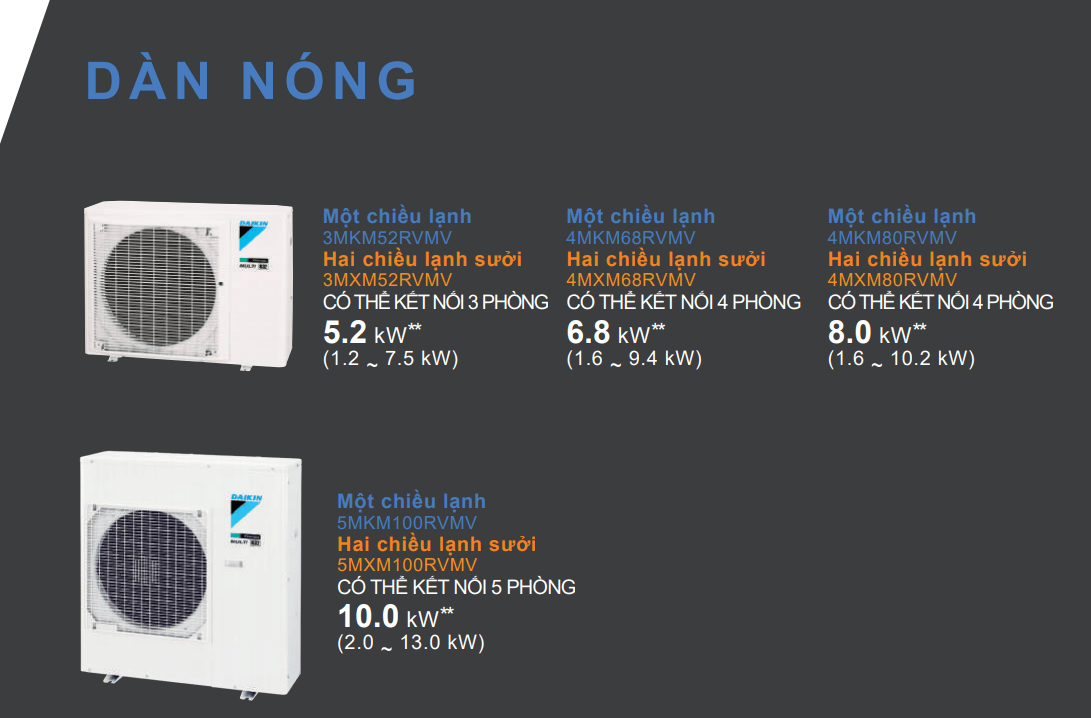 DÀN NÓNG
DAIKIN
MULTI R32
Một chiều lạnh
3MKM52RVMV
Hai chiều lạnh sưởi
3MXM52RVMV
CÓ THỂ KẾT NỐI 3 PHÒNG
5.2 kW**
(1.2 ~ 7.5 kW)
Một chiều lạnh
4MKM68RVMV
Hai chiều lạnh sưởi
4MXM68RVMV
CÓ THỂ KẾT NỐI 4 PHÒNG
6.8 kW**
(1.6 ~ 9.4 kW)
Một chiều lạnh
4MKM80RVMV
Hai chiều lạnh sưởi
4MXM80RVMV
CÓ THỂ KẾT NỐI 4 PHÒNG
8.0 kW**
(1.6 ~ 10.2 kW)
DAIKIN
MULTI R32
Một chiều lạnh
5MKM100RVMV
Hai chiều lạnh sưởi
5MXM100RVMV
CÓ THỂ KẾT NỐI 5 PHÒNG
10.0 kW**
(2.0 ~ 13.0 kW)